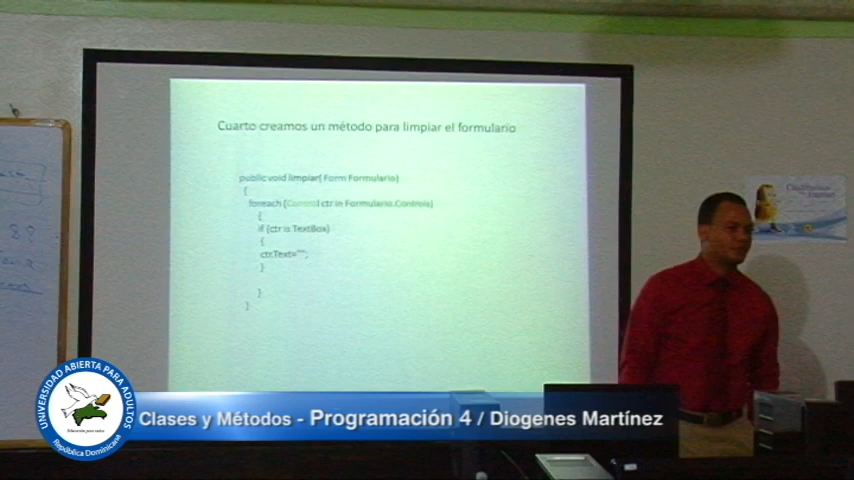 Cuarto creamos un método para limpiar el formulario
public void limpiar( Form Formulario)
{
foreach (Control ctr in Formulario.Controls)
{
if (ctr is TextBox)
{
ctr.Text="";
}
}
}
UNIVERSIDAD ABIERTA PARA ADULTOS
República Dominicana
Clases y Métodos - Programación 4 / Diogenes Martínez